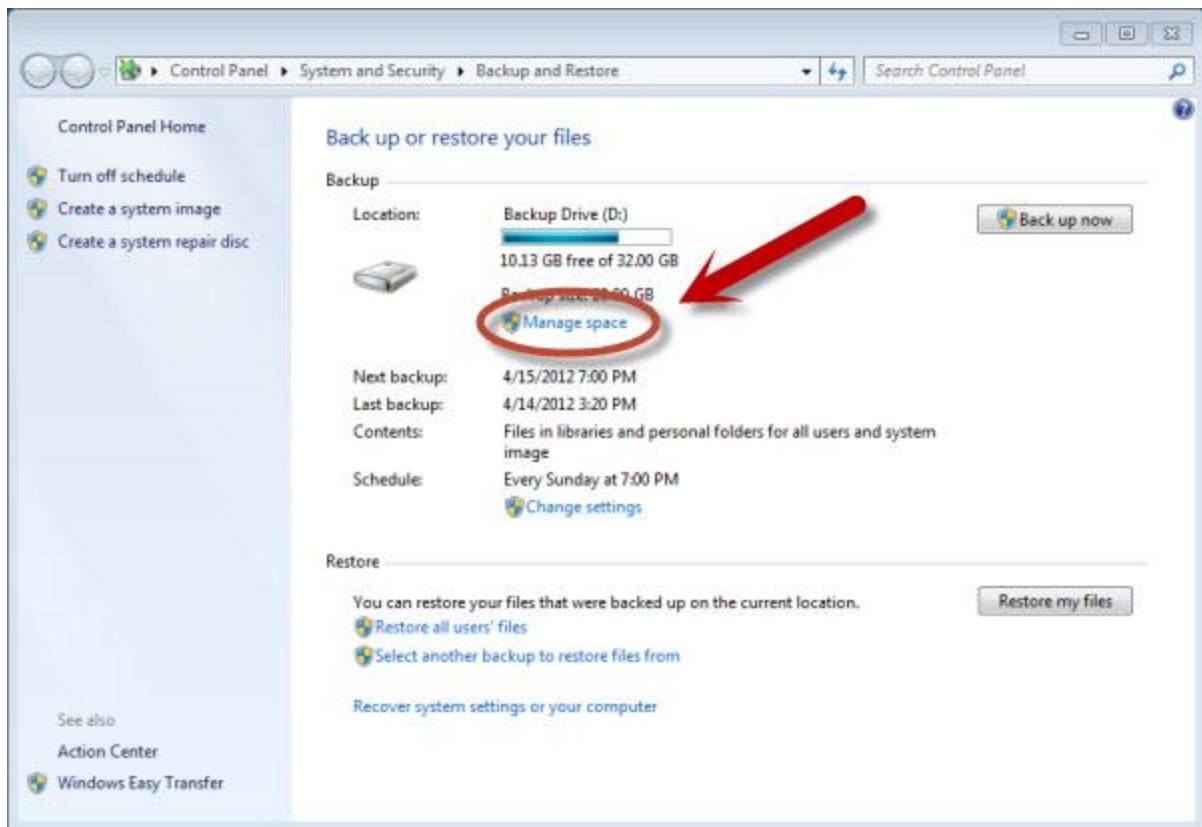 Control Panel
System and Security
Backup and Restore
Search Control Panel
Control Panel Home
Turn off schedule
Create a system image
Create a system repair disc
Back up or restore your files
Backup
Location:
Backup Drive (D:)
Back up now
10.13 GB free of 32.00 GB
Backup size: GB
Manage space
Next backup:
4/15/2012 7:00 PM
Last backup:
4/14/2012 3:20 PM
Contents:
Files in libraries and personal folders for all users and system
image
Schedule:
Every Sunday at 7:00 PM
Change settings
Restore
You can restore your files that were backed up on the current location.
Restore my files
Restore all users' files
Select another backup to restore files from
Recover system settings or your computer
See also
Action Center
Windows Easy Transfer